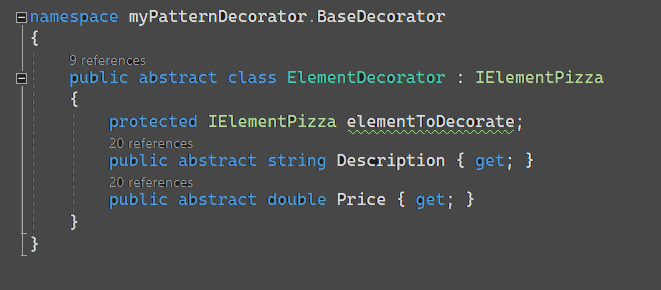 namespace myPatternDecorator.BaseDecorator
{
9 references
public abstract class ElementDecorator : IElementPizza
{
protected IElementPizza elementToDecorate;
20 references
public abstract string Description { get; }
20 references
public abstract double Price { get; }
}
}